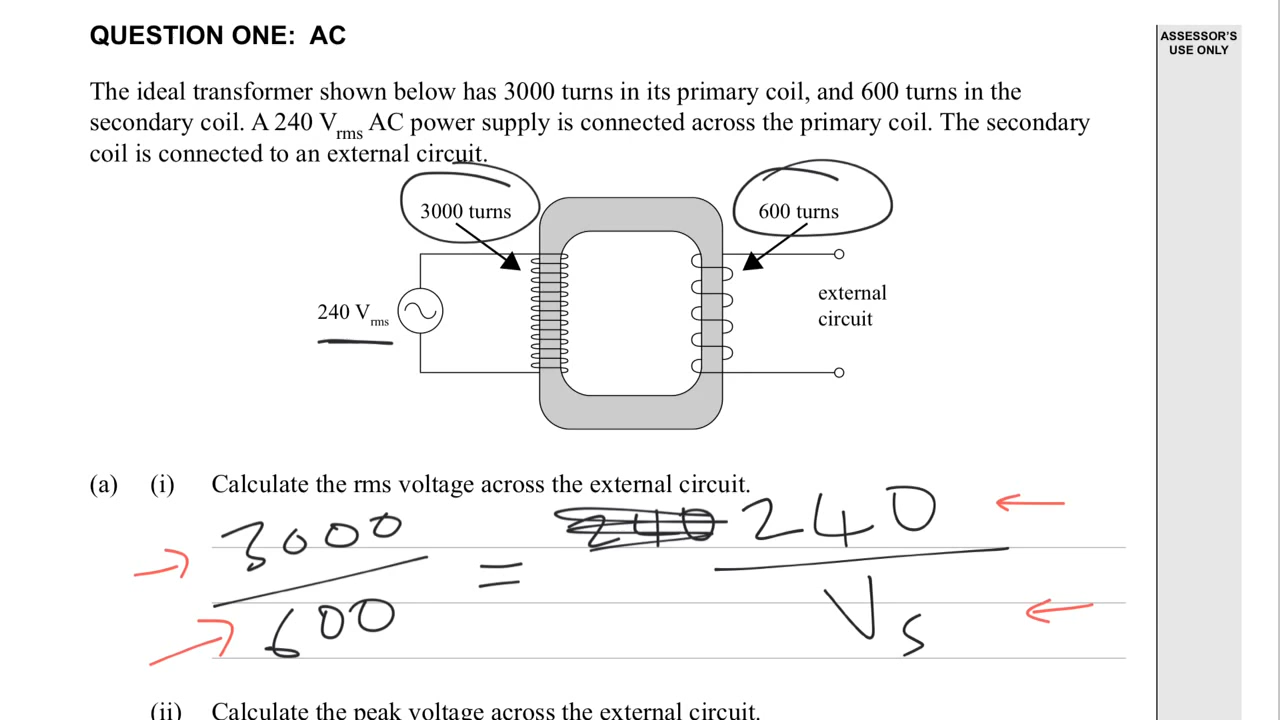 QUESTION ONE: AC
ASSESSOR'S
USE ONLY
The ideal transformer shown below has 3000 turns in its primary coil, and 600 turns in the
secondary coil. A 240 Vrms AC power supply is connected across the primary coil. The secondary
coil is connected to an external circuit.
3000 turns
600 turns
240 Vrms
external
circuit
(a) (i) Calculate the rms voltage across the external circuit.
3000 = 240 240
600 Vs
(ii) Calculate the peak voltage across the external circuit.